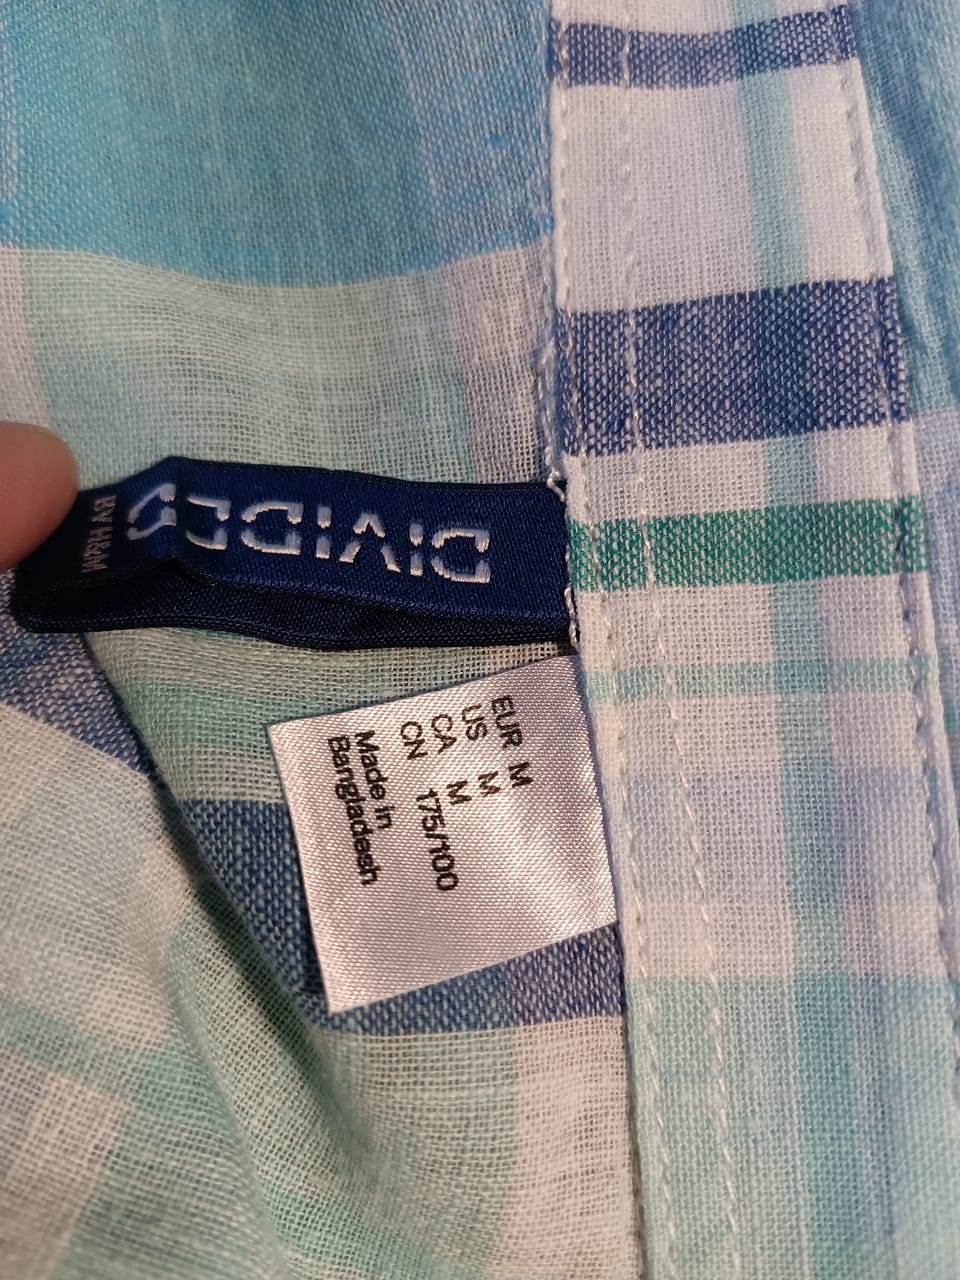 DIVIDED
BY H&M
EUR M
US M
CA M
CN 175/100
Made in
Bangladesh